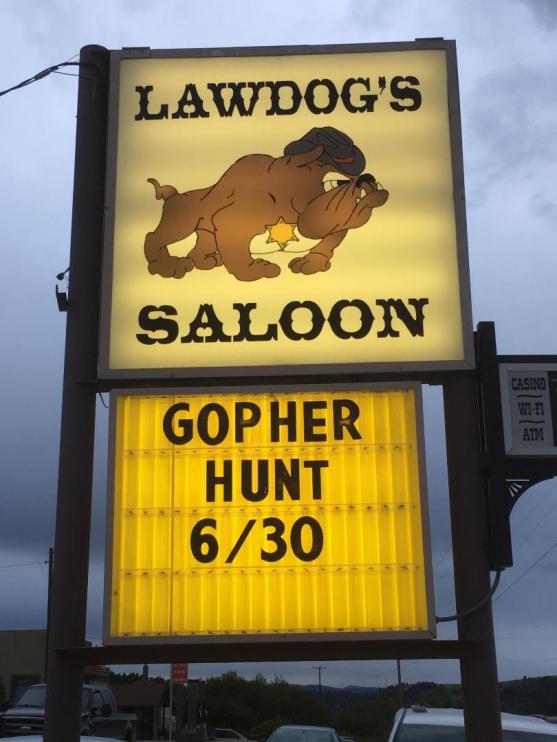 LAWDOG'S
SALOON
GOPHER
HUNT
6/30
CASINO
WI-FI
ATM